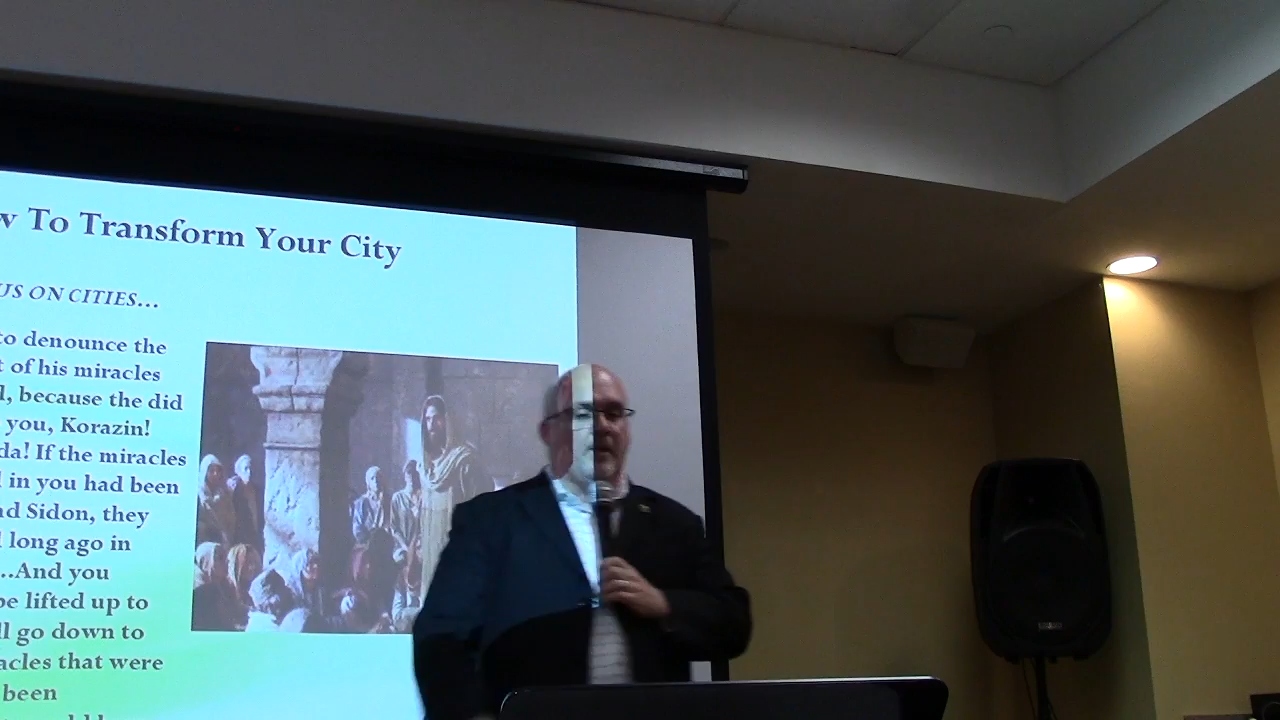 w To Transform Your City
US ON CITIES...
to denounce the
t of his miracles
l, because the did
you, Korazin!
da! If the miracles
l in you had been
nd Sidon, they
l long ago in
...And you
be lifted up to
ll go down to
acles that were
been